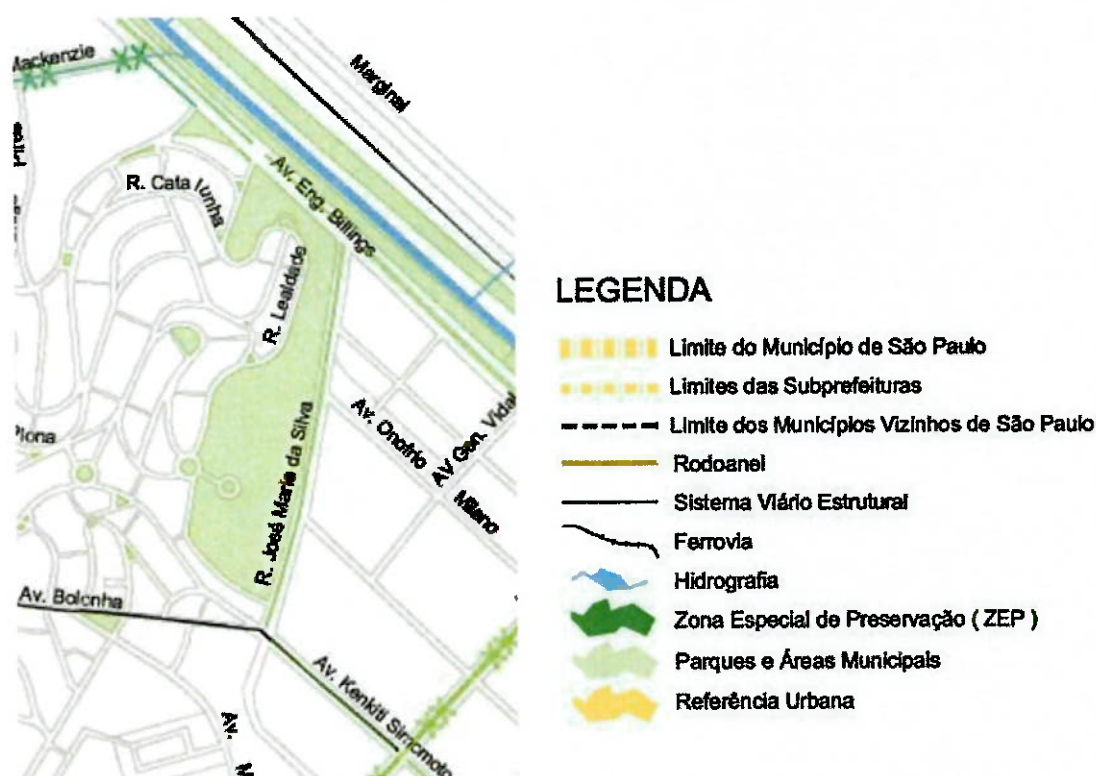 Mackenzie
Marginal
R. Cata lunha
Av. Eng. Billings
R. Lealdade
R. José Maria da Silva
Av. Onofrio Milano
AV Gen. Vidal
Av. Bolonha
Av. Kenkiti Simomoto
Av.
LEGENDA
Limite do Município de São Paulo
Limites das Subprefeituras
Limite dos Municípios Vizinhos de São Paulo
Rodoanel
Sistema Viário Estrutural
Ferrovia
Hidrografia
Zona Especial de Preservação ( ZEP )
Parques e Áreas Municipais
Referência Urbana